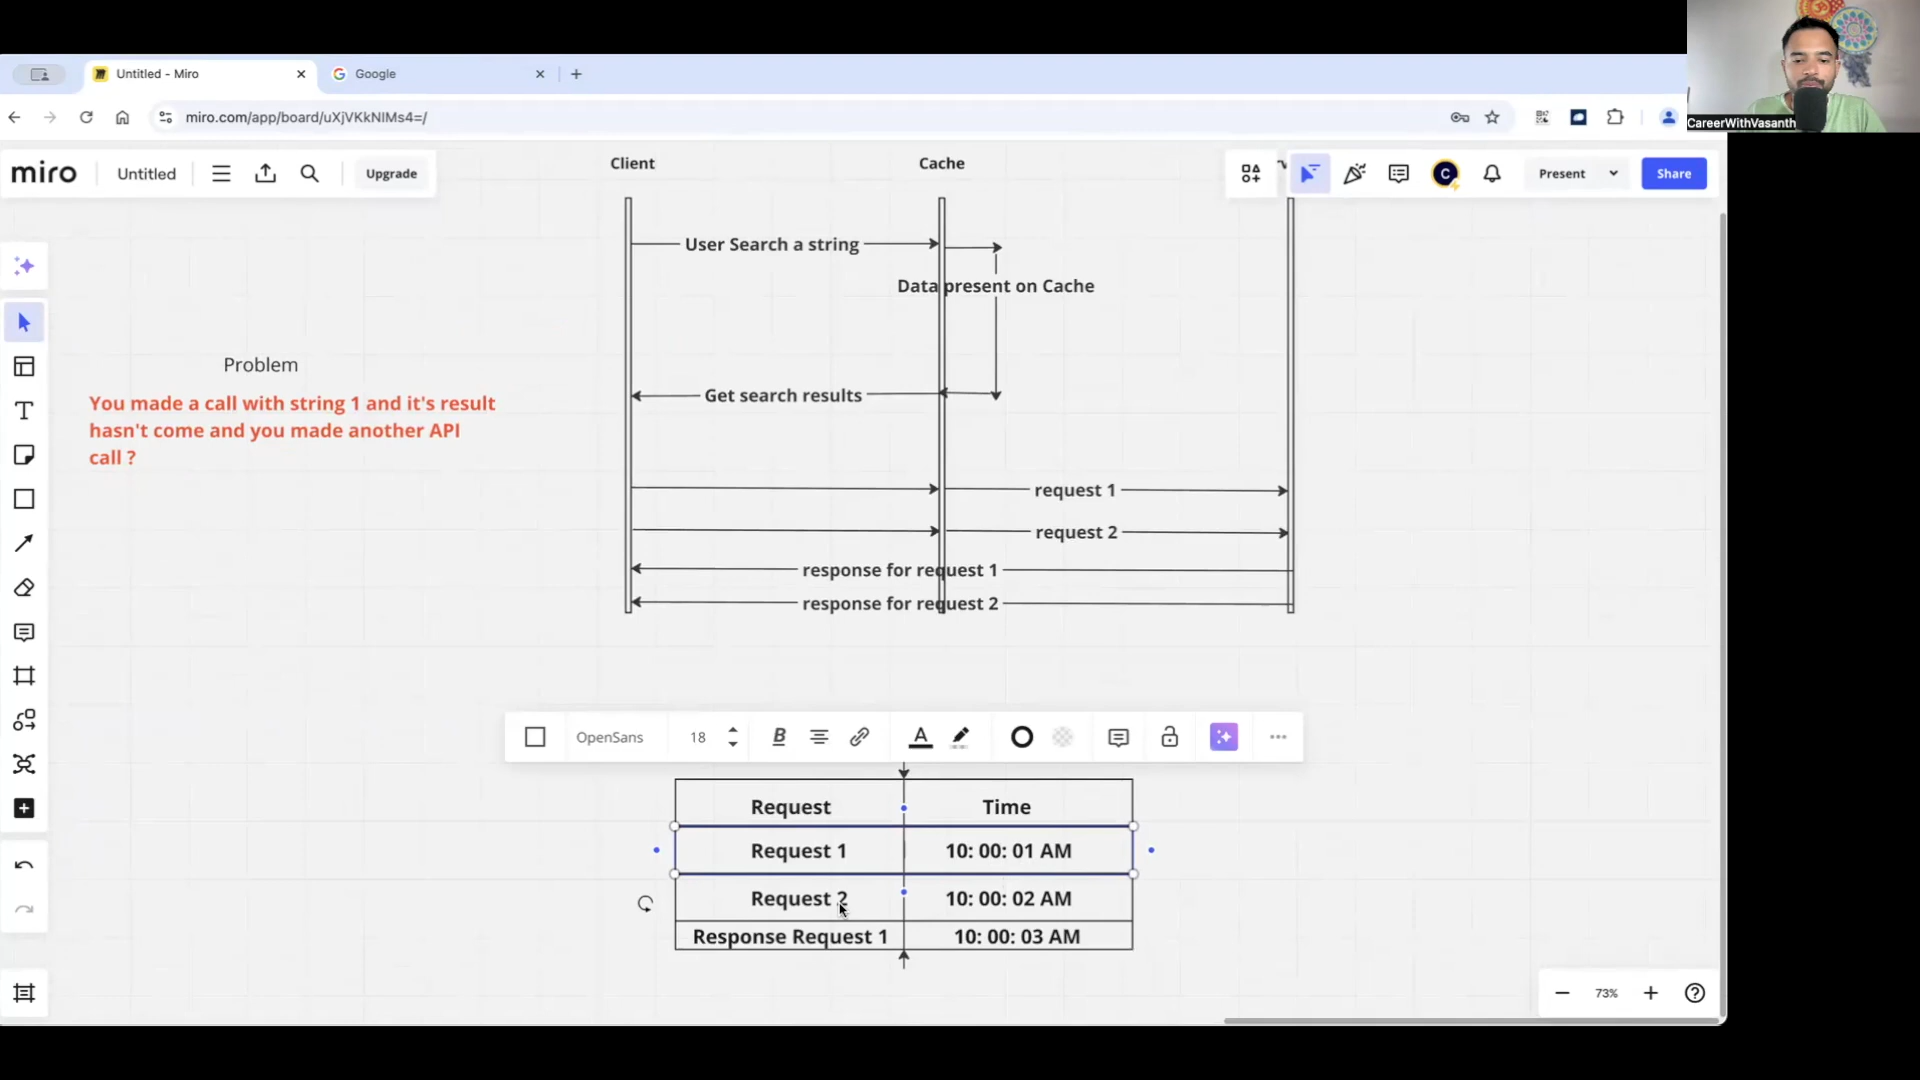 Untitled - Miro
Google
miro.com/app/board/uXjVKkNIMs4=/
CareerWithVasanth
miro
Untitled
Upgrade
C
Present
Share
Client
Cache
User Search a string
Data present on Cache
Get search results
Problem
You made a call with string 1 and it's result
hasn't come and you made another API
call ?
request 1
request 2
response for request 1
response for request 2
OpenSans
18
B
A
Request
Time
Request 1
10: 00: 01 AM
Request 2
10: 00: 02 AM
Response Request 1
10: 00: 03 AM
73%